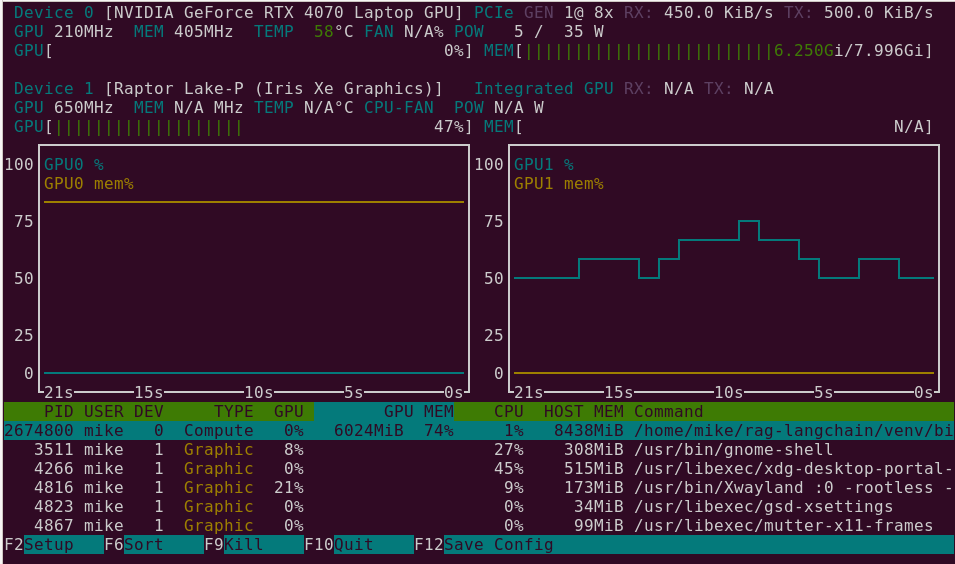 Device 0 [NVIDIA GeForce RTX 4070 Laptop GPU] PCIe GEN 1@ 8x RX: 450.0 KiB/s TX: 500.0 KiB/s
GPU 210MHz MEM 405MHz TEMP 58°C FAN N/A% POW 5 / 35 W
GPU[ 0%] MEM[|||||||||||||||||||||||||6.250Gi/7.996Gi]
Device 1 [Raptor Lake-P (Iris Xe Graphics)] Integrated GPU RX: N/A TX: N/A
GPU 650MHz MEM N/A MHz TEMP N/A°C CPU-FAN POW N/A W
GPU[||||||||||||||||||| 47%] MEM[ N/A]
100 GPU0 % 100 GPU1 %
GPU0 mem% GPU1 mem%
75 75
50 50
25 25
0 0
21s 15s 10s 5s 0s 21s 15s 10s 5s 0s
PID USER DEV TYPE GPU GPU MEM CPU HOST MEM Command
2674800 mike 0 Compute 0% 6024MiB 74% 1% 8438MiB /home/mike/rag-langchain/venv/bi
3511 mike 1 Graphic 8% 27% 308MiB /usr/bin/gnome-shell
4266 mike 1 Graphic 0% 45% 515MiB /usr/libexec/xdg-desktop-portal-
4816 mike 1 Graphic 21% 9% 173MiB /usr/bin/Xwayland :0 -rootless -
4823 mike 1 Graphic 0% 0% 34MiB /usr/libexec/gsd-xsettings
4867 mike 1 Graphic 0% 0% 99MiB /usr/libexec/mutter-x11-frames
F2Setup F6Sort F9Kill F10Quit F12Save Config